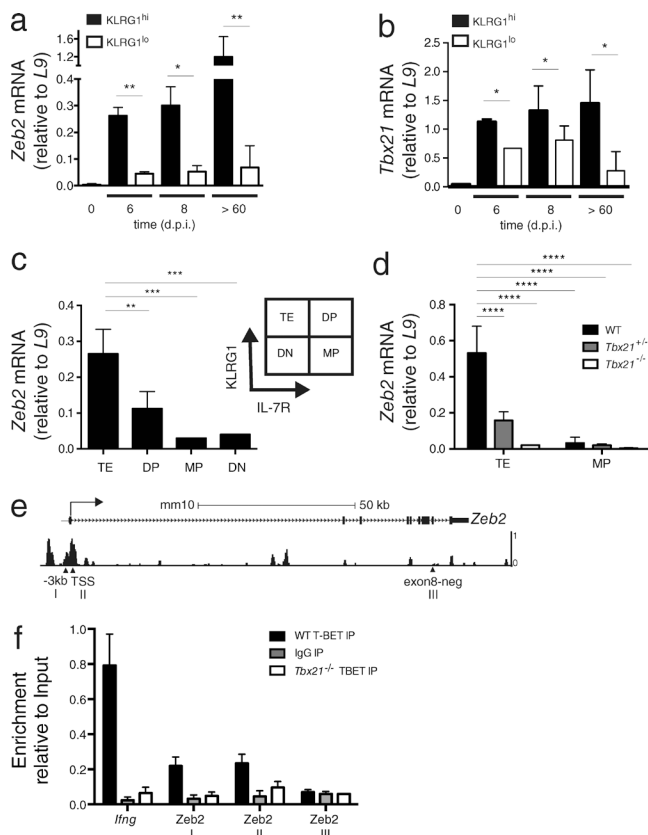 a
KLRG1hi
KLRG1lo
Zeb2 mRNA
(relative to L9)
1.6
1.2
0.8
0.4
0.3
0.2
0.1
0.0
**
*
**
0 6 8 > 60
time (d.p.i.)
b
KLRG1hi
KLRG1lo
Tbx21 mRNA
(relative to L9)
2.5
2.0
1.5
1.0
0.5
0.0
*
*
*
0 6 8 > 60
time (d.p.i.)
c
Zeb2 mRNA
(relative to L9)
0.4
0.3
0.2
0.1
0.0
***
***
**
TE DP MP DN
TE DP
DN MP
KLRG1
IL-7R
d
Zeb2 mRNA
(relative to L9)
0.8
0.6
0.4
0.2
0.0
****
****
****
****
****
WT
Tbx21+/-
Tbx21-/-
TE MP
e
mm10 50 kb
Zeb2
1
0
-3kb TSS exon8-neg
I II III
f
Enrichment
relative to Input
1.0
0.8
0.6
0.4
0.2
0.0
WT T-BET IP
IgG IP
Tbx21-/- TBET IP
Ifng Zeb2 Zeb2 Zeb2
I II III